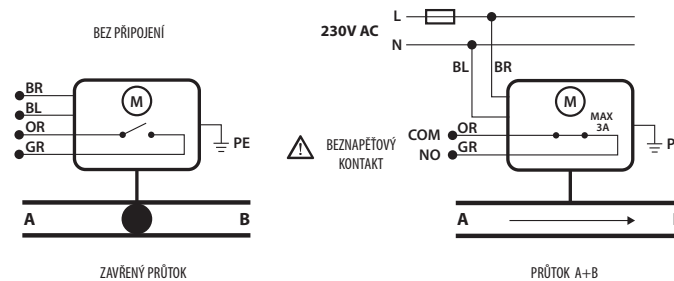 BEZ PŘIPOJENÍ
BR
BL
OR
GR
M
PE
A
B
ZAVŘENÝ PRŮTOK
L
230V AC
N
BL
BR
M
MAX
3A
BEZNAPĚŤOVÝ
KONTAKT
COM
OR
NO
GR
P
A
PRŮTOK A+B